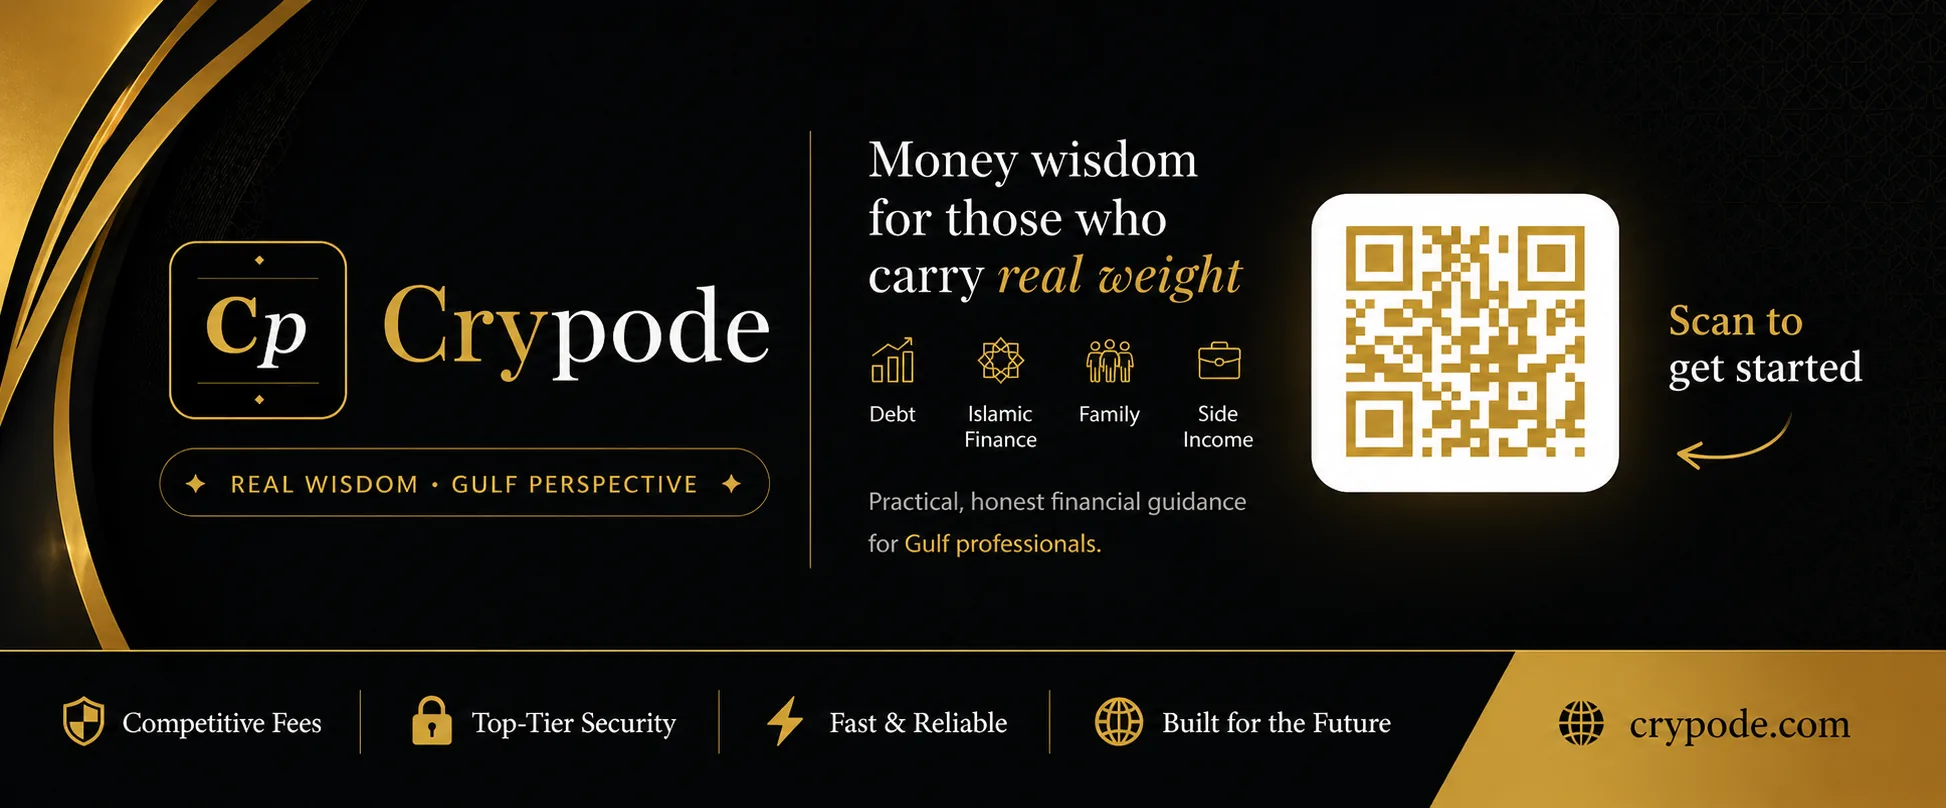 Cp
Crypode
REAL WISDOM • GULF PERSPECTIVE
Money wisdom
for those who
carry real weight
Debt
Islamic
Finance
Family
Side
Income
Practical, honest financial guidance
for Gulf professionals.
Scan to
get started
Competitive Fees
Top-Tier Security
Fast & Reliable
Built for the Future
crypode.com